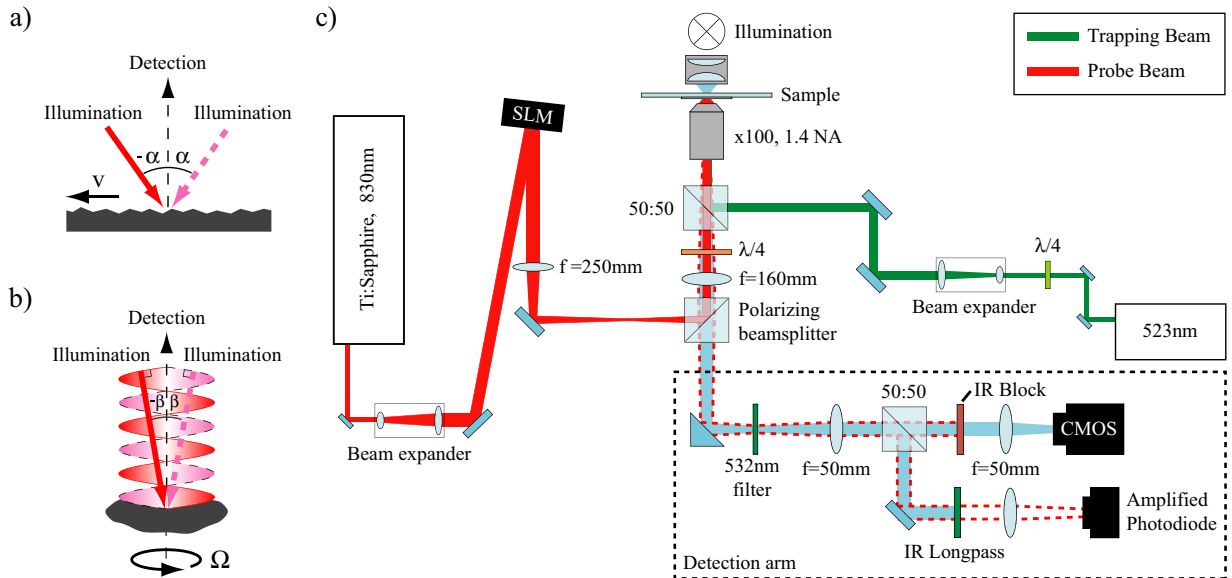 a)
Detection
Illumination
Illumination
-α
α
v
b)
Detection
Illumination
Illumination
-β
β
Ω
c)
Illumination
Sample
x100, 1.4 NA
Trapping Beam
Probe Beam
SLM
Ti:Sapphire, 830nm
50:50
λ/4
f =250mm
f=160mm
Polarizing
beamsplitter
λ/4
Beam expander
523nm
Beam expander
50:50
IR Block
CMOS
532nm
filter
f=50mm
f=50mm
Amplified
Photodiode
IR Longpass
Detection arm